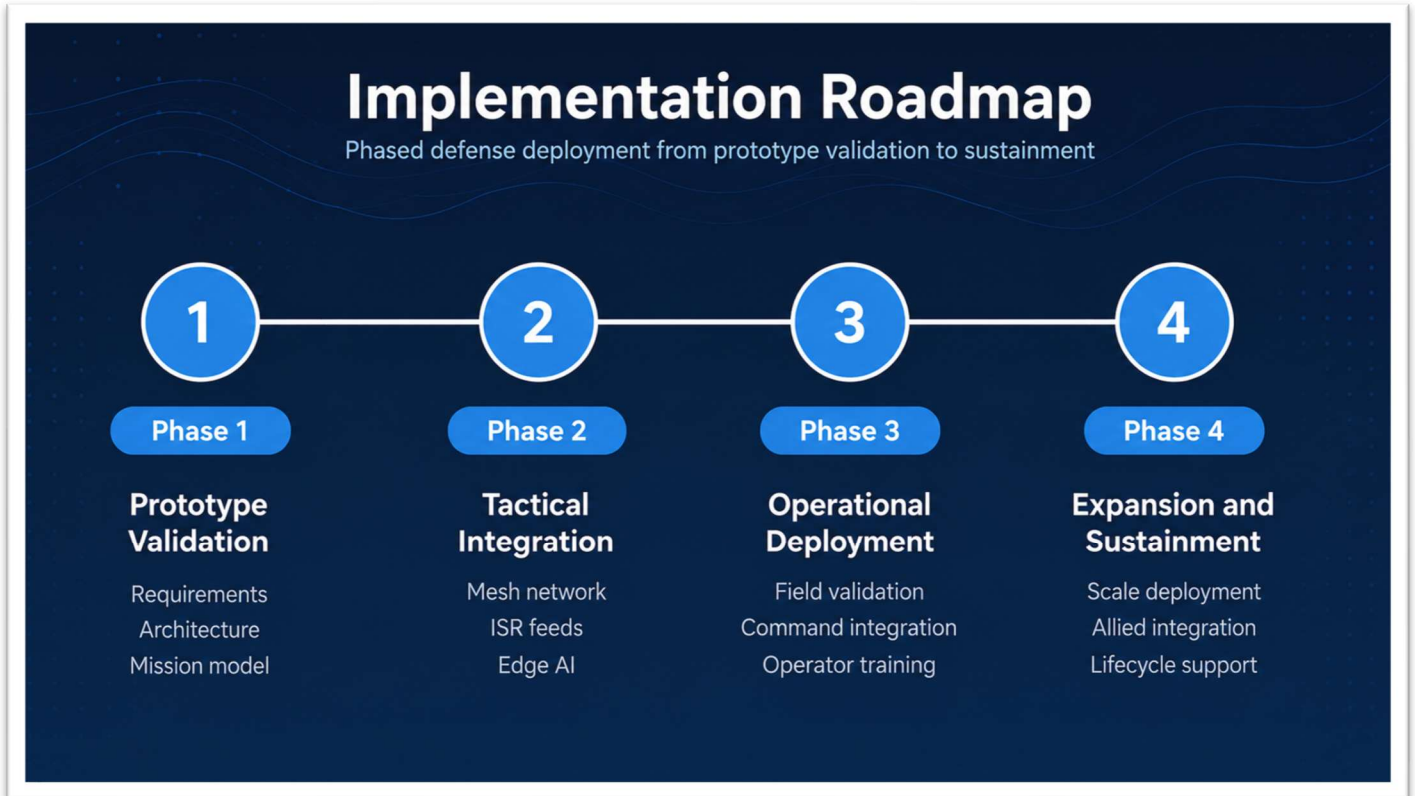 Implementation Roadmap
Phased defense deployment from prototype validation to sustainment
1
2
3
4
Phase 1
Phase 2
Phase 3
Phase 4
Prototype
Validation
Requirements
Architecture
Mission model
Tactical
Integration
Mesh network
ISR feeds
Edge AI
Operational
Deployment
Field validation
Command integration
Operator training
Expansion and
Sustainment
Scale deployment
Allied integration
Lifecycle support